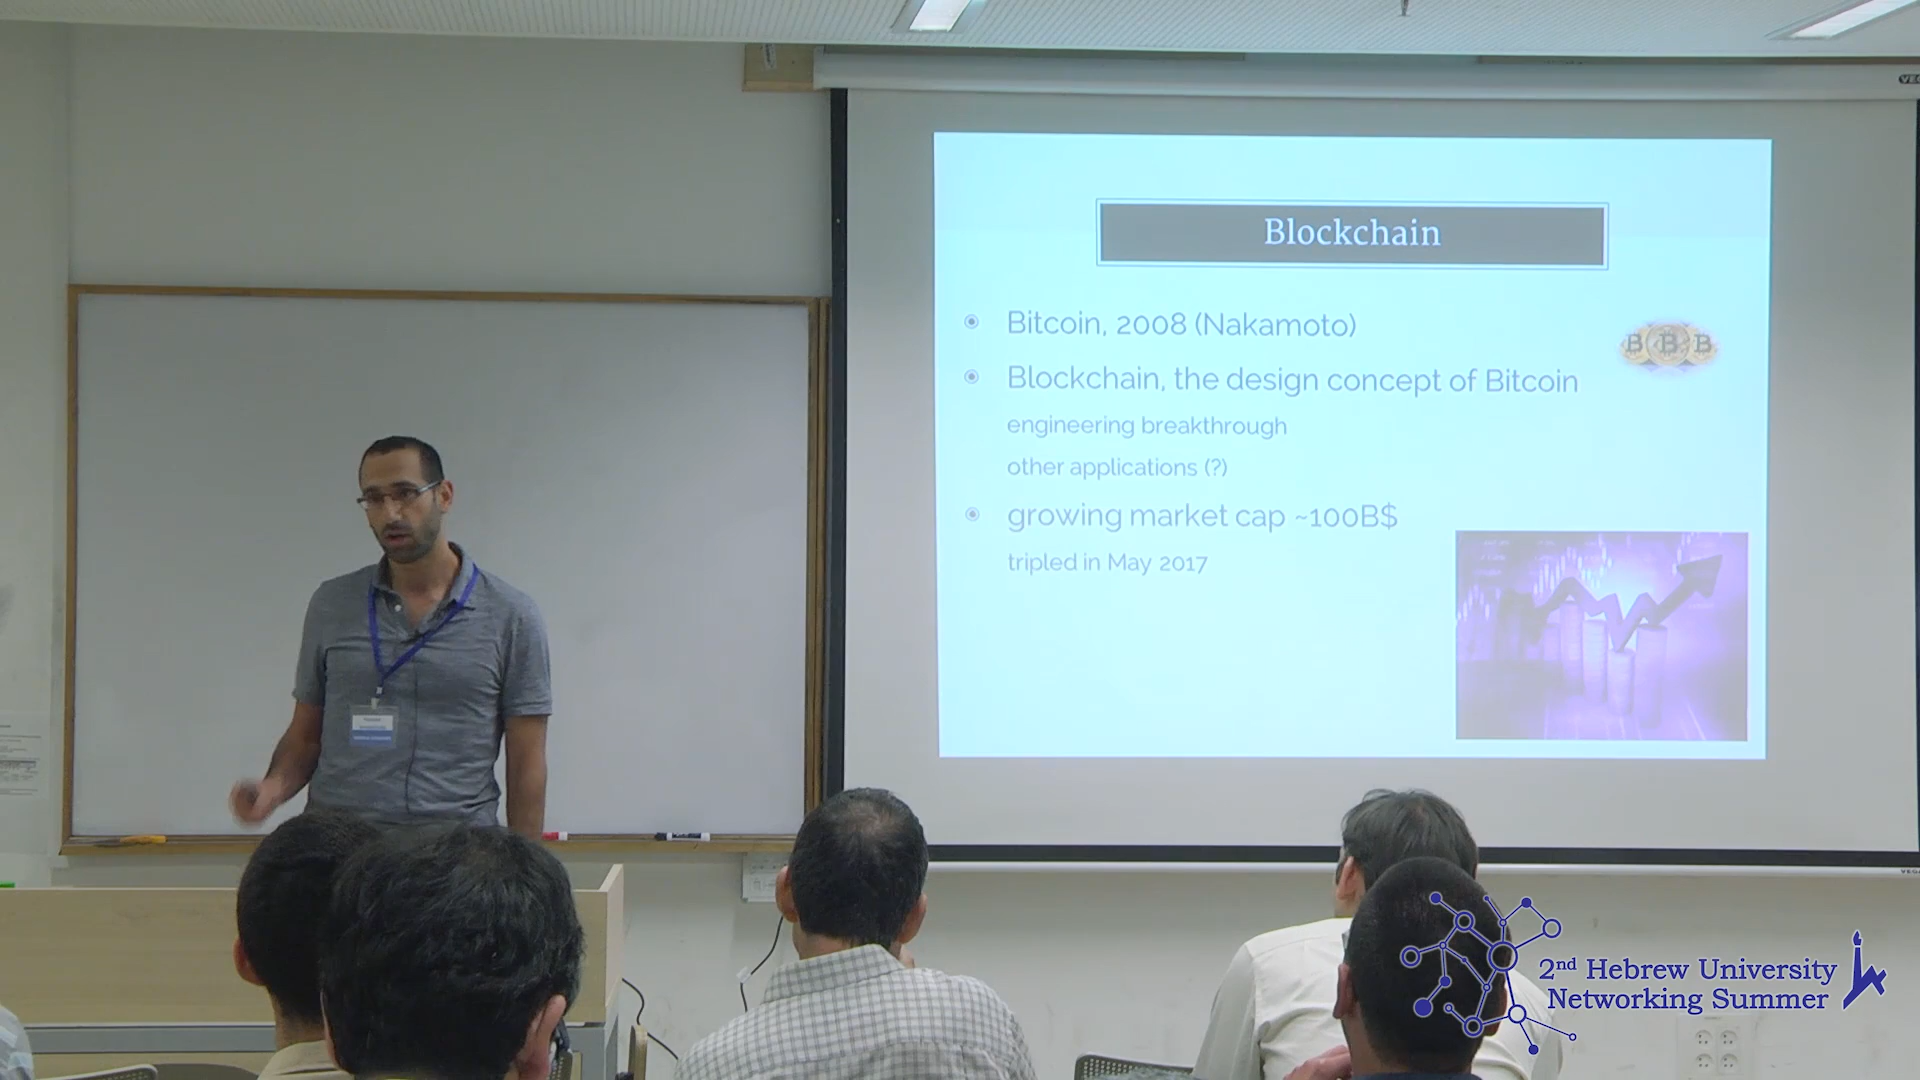 Blockchain
Bitcoin, 2008 (Nakamoto)
Blockchain, the design concept of Bitcoin
engineering breakthrough
other applications (?)
growing market cap ~100B$
tripled in May 2017
B B B
2nd Hebrew University
Networking Summer